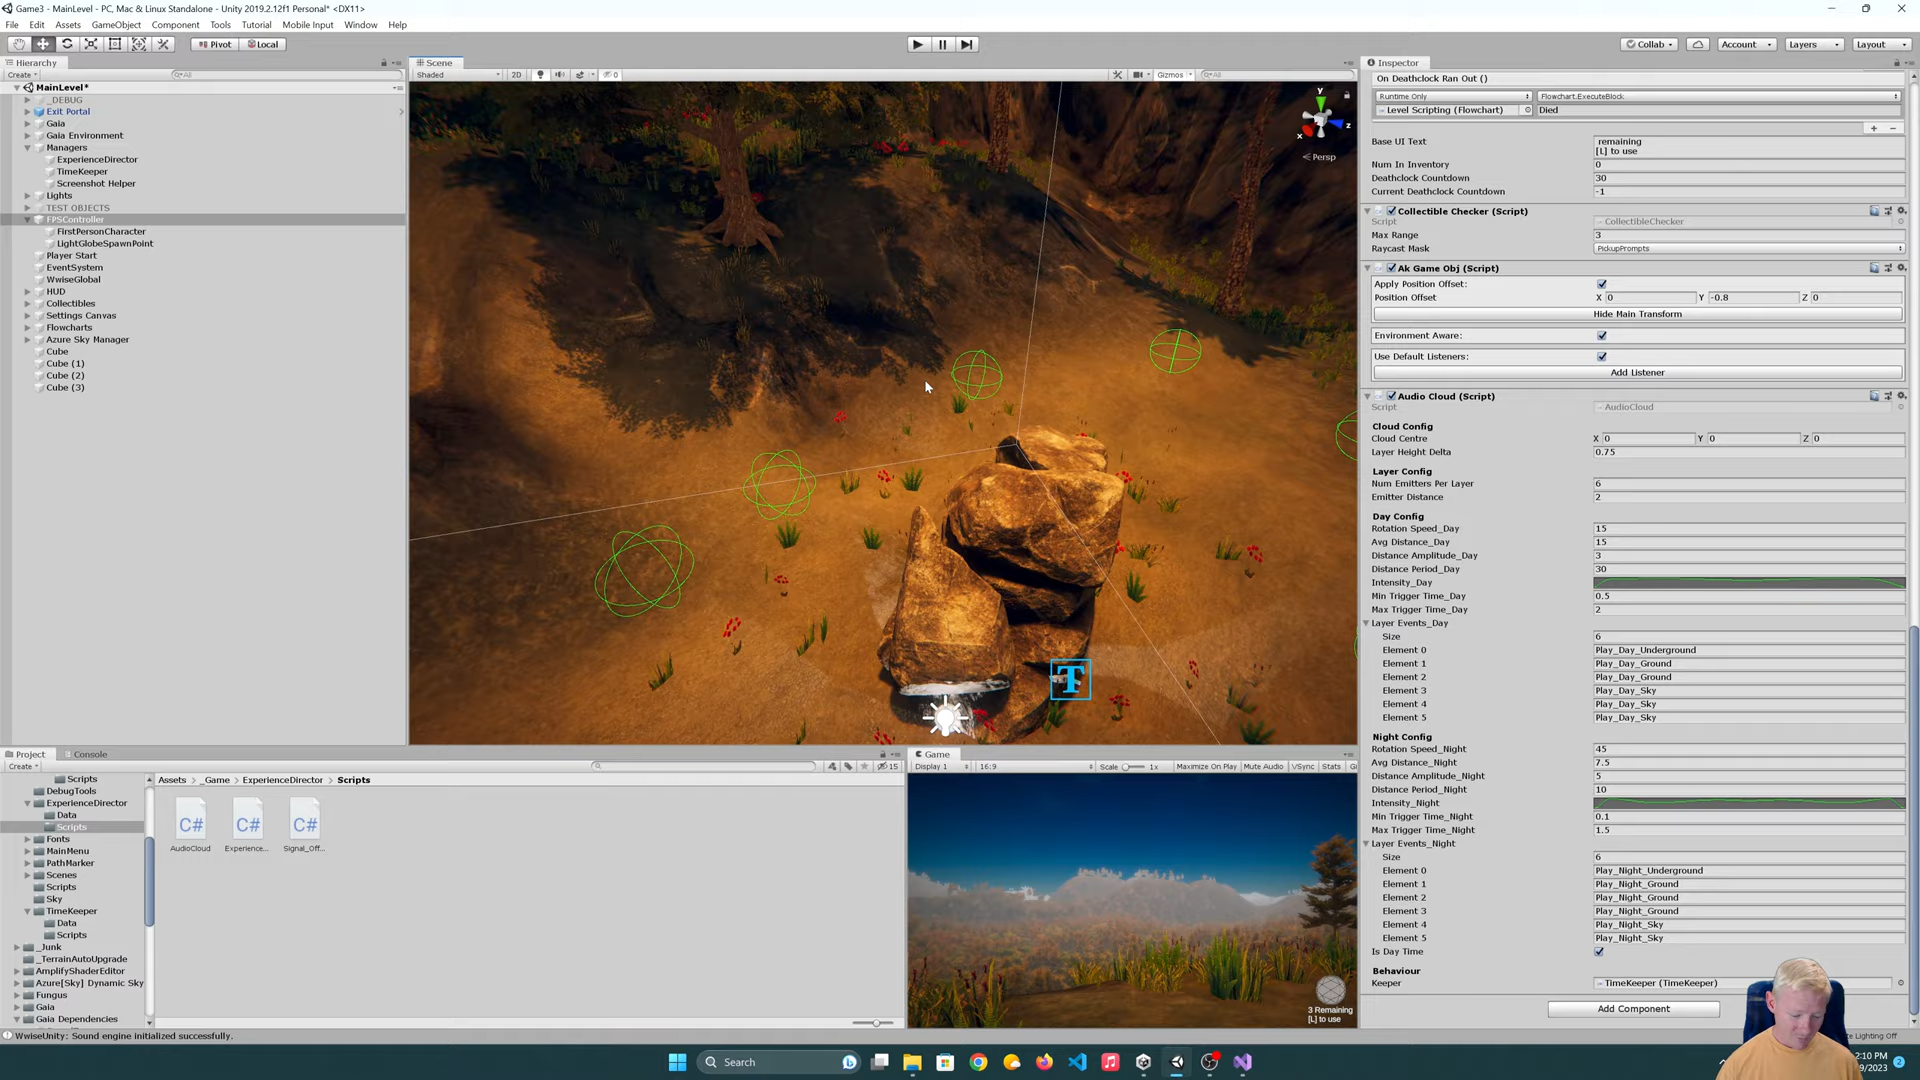 Game3 - MainLevel - PC, Mac & Linux Standalone - Unity 2019.2.12f1 Personal* <DX11>
File Edit Assets GameObject Component Tools Tutorial Mobile Input Window Help
Pivot Local
Collab Account Layers Layout
Hierarchy
Create All
MainLevel*
_DEBUG
Exit Portal
Gaia
Gaia Environment
Managers
ExperienceDirector
TimeKeeper
Screenshot Helper
Lights
TEST OBJECTS
FPSController
FirstPersonCharacter
LightGlobeSpawnPoint
Player Start
EventSystem
WwiseGlobal
HUD
Collectibles
Settings Canvas
Flowcharts
Azure Sky Manager
Cube
Cube (1)
Cube (2)
Cube (3)
Scene
Shaded 2D 0 Gizmos All
y
x z
Persp
T
Inspector
On Deathclock Ran Out ()
Runtime Only Flowchart.ExecuteBlock
Level Scripting (Flowchart) Died
Base UI Text remaining
[L] to use
Num In Inventory 0
Deathclock Countdown 30
Current Deathclock Countdown -1
Collectible Checker (Script)
Script CollectibleChecker
Max Range 3
Raycast Mask PickupPrompts
Ak Game Obj (Script)
Apply Position Offset:
Position Offset X 0 Y -0.8 Z 0
Hide Main Transform
Environment Aware:
Use Default Listeners:
Add Listener
Audio Cloud (Script)
Script AudioCloud
Cloud Config
Cloud Centre X 0 Y 0 Z 0
Layer Height Delta 0.75
Layer Config
Num Emitters Per Layer 6
Emitter Distance 2
Day Config
Rotation Speed_Day 15
Avg Distance_Day 15
Distance Amplitude_Day 3
Distance Period_Day 30
Intensity_Day
Min Trigger Time_Day 0.5
Max Trigger Time_Day 2
Layer Events_Day
Size 6
Element 0 Play_Day_Underground
Element 1 Play_Day_Ground
Element 2 Play_Day_Ground
Element 3 Play_Day_Sky
Element 4 Play_Day_Sky
Element 5 Play_Day_Sky
Night Config
Rotation Speed_Night 45
Avg Distance_Night 7.5
Distance Amplitude_Night 5
Distance Period_Night 10
Intensity_Night
Min Trigger Time_Night 0.1
Max Trigger Time_Night 1.5
Layer Events_Night
Size 6
Element 0 Play_Night_Underground
Element 1 Play_Night_Ground
Element 2 Play_Night_Ground
Element 3 Play_Night_Ground
Element 4 Play_Night_Sky
Element 5 Play_Night_Sky
Is Day Time
Behaviour
Keeper TimeKeeper (TimeKeeper)
Add Component
Project Console
Create 15
Scripts
DebugTools
ExperienceDirector
Data
Scripts
Fonts
MainMenu
PathMarker
Scenes
Scripts
Sky
TimeKeeper
Data
Scripts
_Junk
_TerrainAutoUpgrade
AmplifyShaderEditor
Azure[Sky] Dynamic Sky
Fungus
Gaia
Gaia Dependencies
Assets > _Game > ExperienceDirector > Scripts
C# C# C#
AudioCloud Experience... Signal_Off...
Game
Display 1 16:9 Scale 1x Maximize On Play Mute Audio VSync Stats
3 Remaining
[L] to use
WwiseUnity: Sound engine initialized successfully.
Lighting Off
Search
2:10 PM
/2023
2